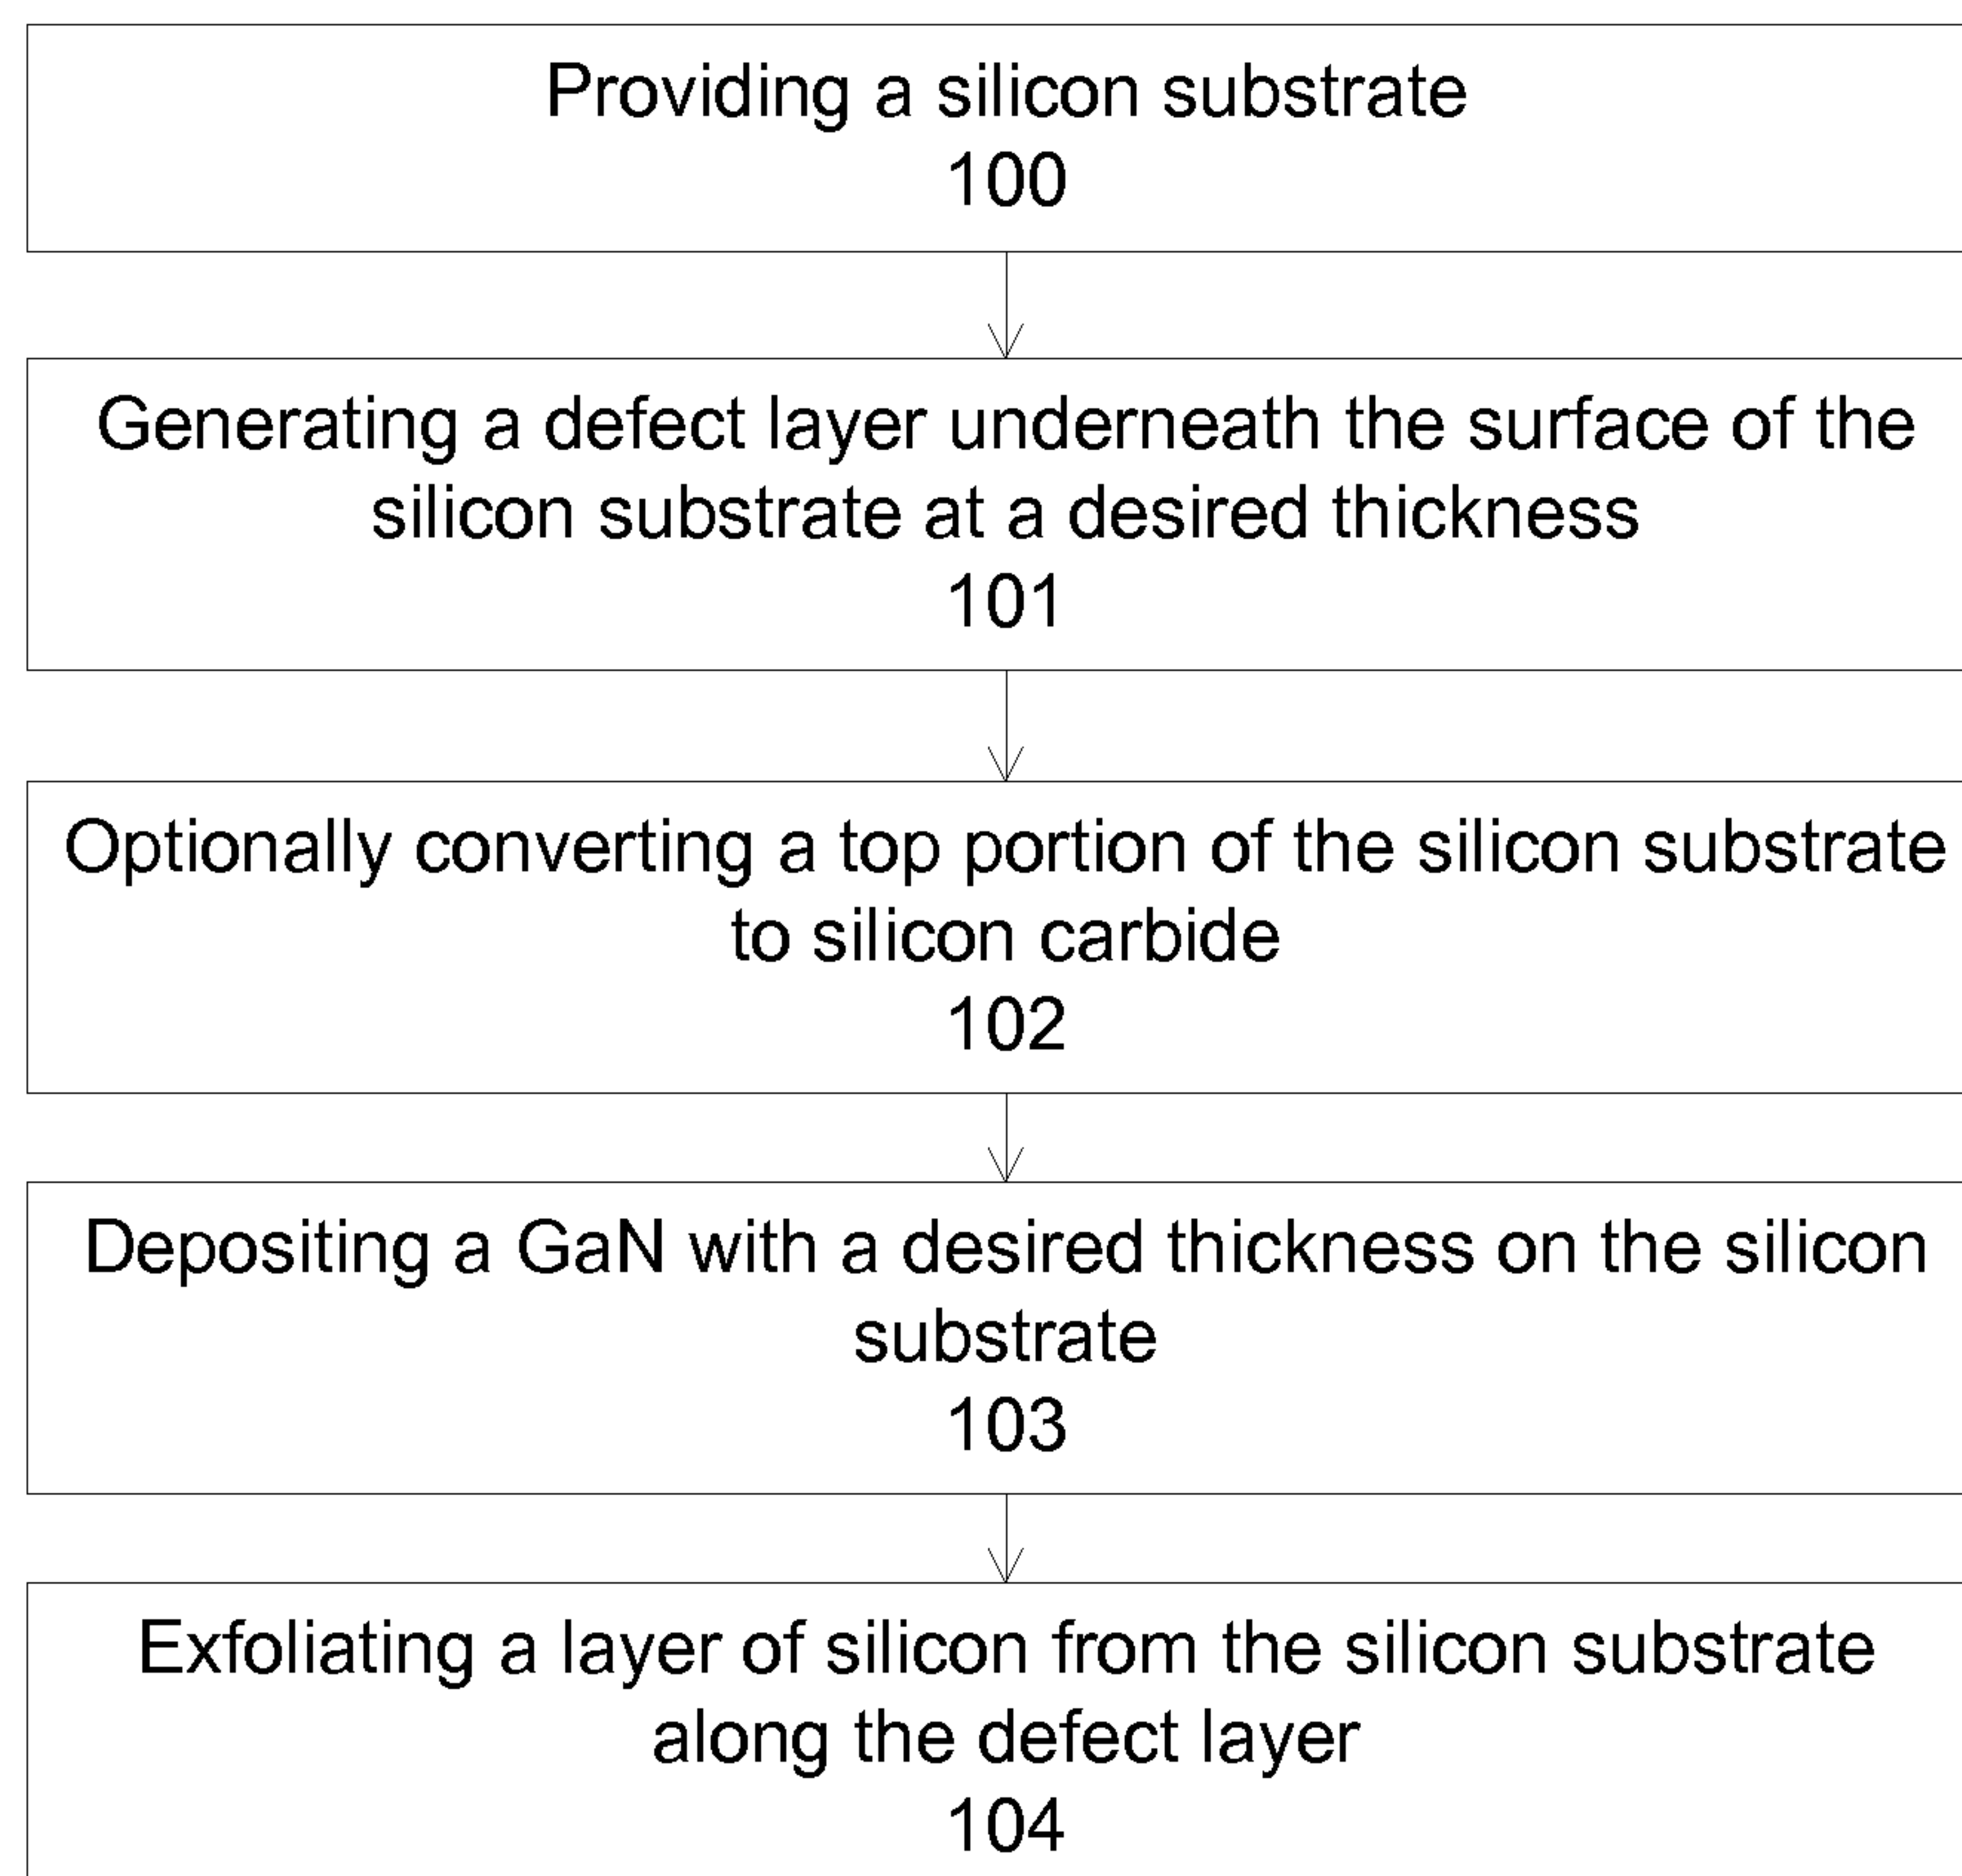 Providing a silicon substrate
100
Generating a defect layer underneath the surface of the
silicon substrate at a desired thickness
101
Optionally converting a top portion of the silicon substrate
to silicon carbide
102
Depositing a GaN with a desired thickness on the silicon
substrate
103
Exfoliating a layer of silicon from the silicon substrate
along the defect layer
104